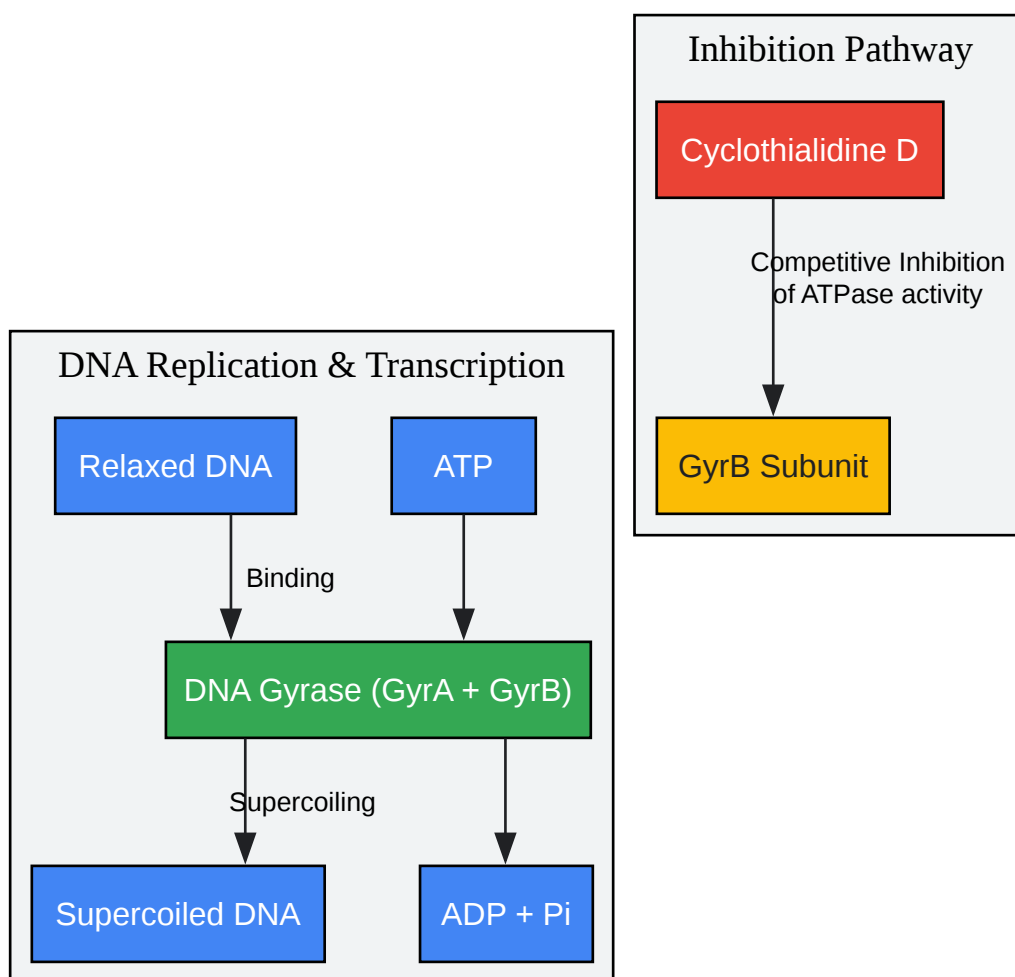 Inhibition Pathway
Cyclothialidine D
Competitive Inhibition
of ATPase activity
GyrB Subunit
DNA Replication & Transcription
Relaxed DNA
ATP
Binding
DNA Gyrase (GyrA + GyrB)
Supercoiling
Supercoiled DNA
ADP + Pi